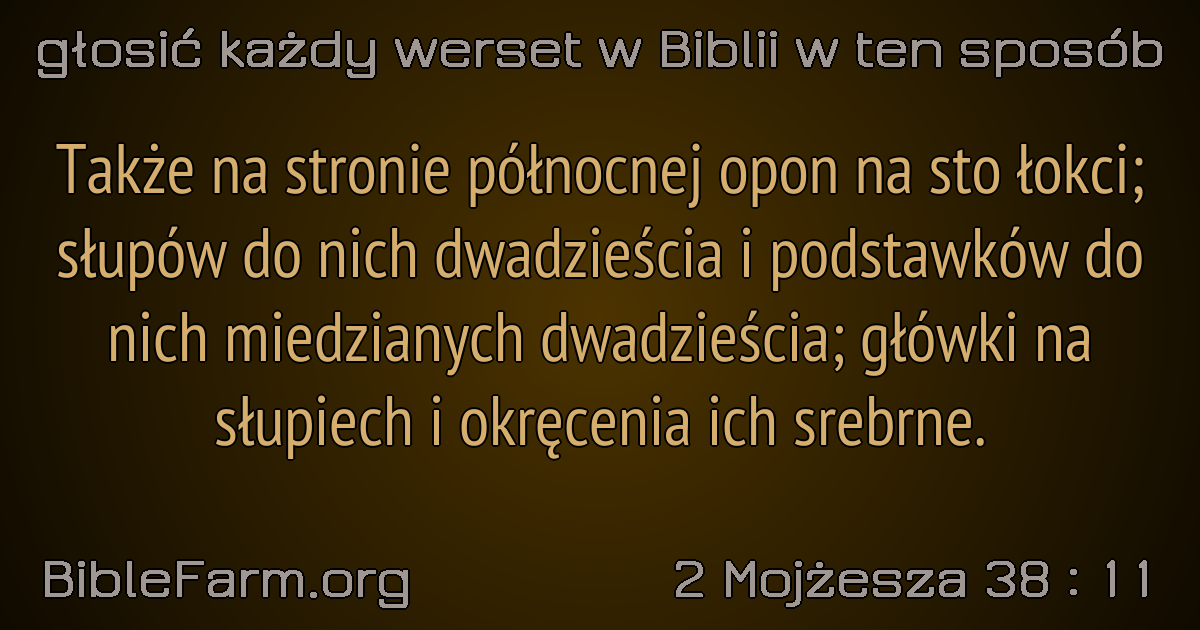 głosić każdy werset w Biblii w ten sposób
Także na stronie północnej opon na sto łokci;
słupów do nich dwadzieścia i podstawków do
nich miedzianych dwadzieścia; główki na
słupiech i okręcenia ich srebrne.
BibleFarm.org
2 Mojżesza 38 : 11